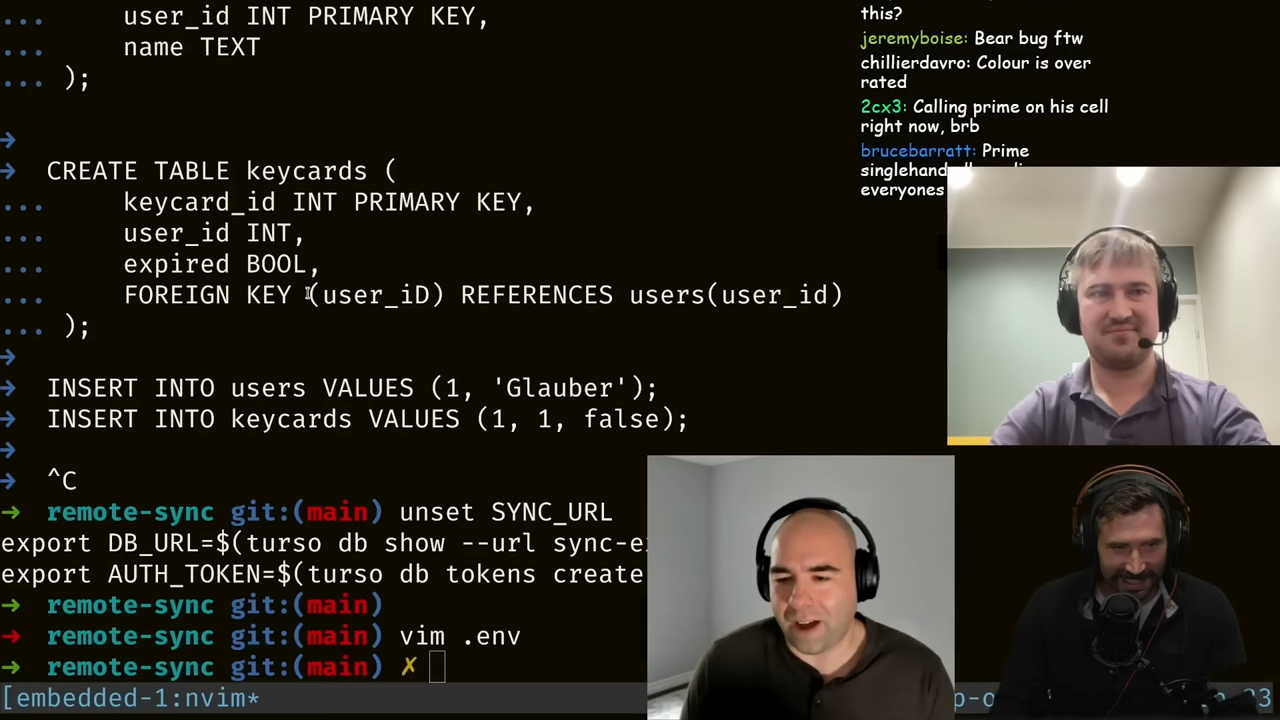 ... user_id INT PRIMARY KEY,
... name TEXT
... );
→
→ CREATE TABLE keycards (
... keycard_id INT PRIMARY KEY,
... user_id INT,
... expired BOOL,
... FOREIGN KEY (user_iD) REFERENCES users(user_id)
... );
→
→ INSERT INTO users VALUES (1, 'Glauber');
→ INSERT INTO keycards VALUES (1, 1, false);
→
→ ^C
→ remote-sync git:(main) unset SYNC_URL
export DB_URL=$(turso db show --url
export AUTH_TOKEN=$(turso db tokens create
→ remote-sync git:(main)
→ remote-sync git:(main) vim .env
→ remote-sync git:(main) ✗
[embedded-1:nvim*
this?
jeremyboise: Bear bug ftw
chillierdavro: Colour is over
rated
2cx3: Calling prime on his cell
right now, brb
brucebarratt: Prime
everyones